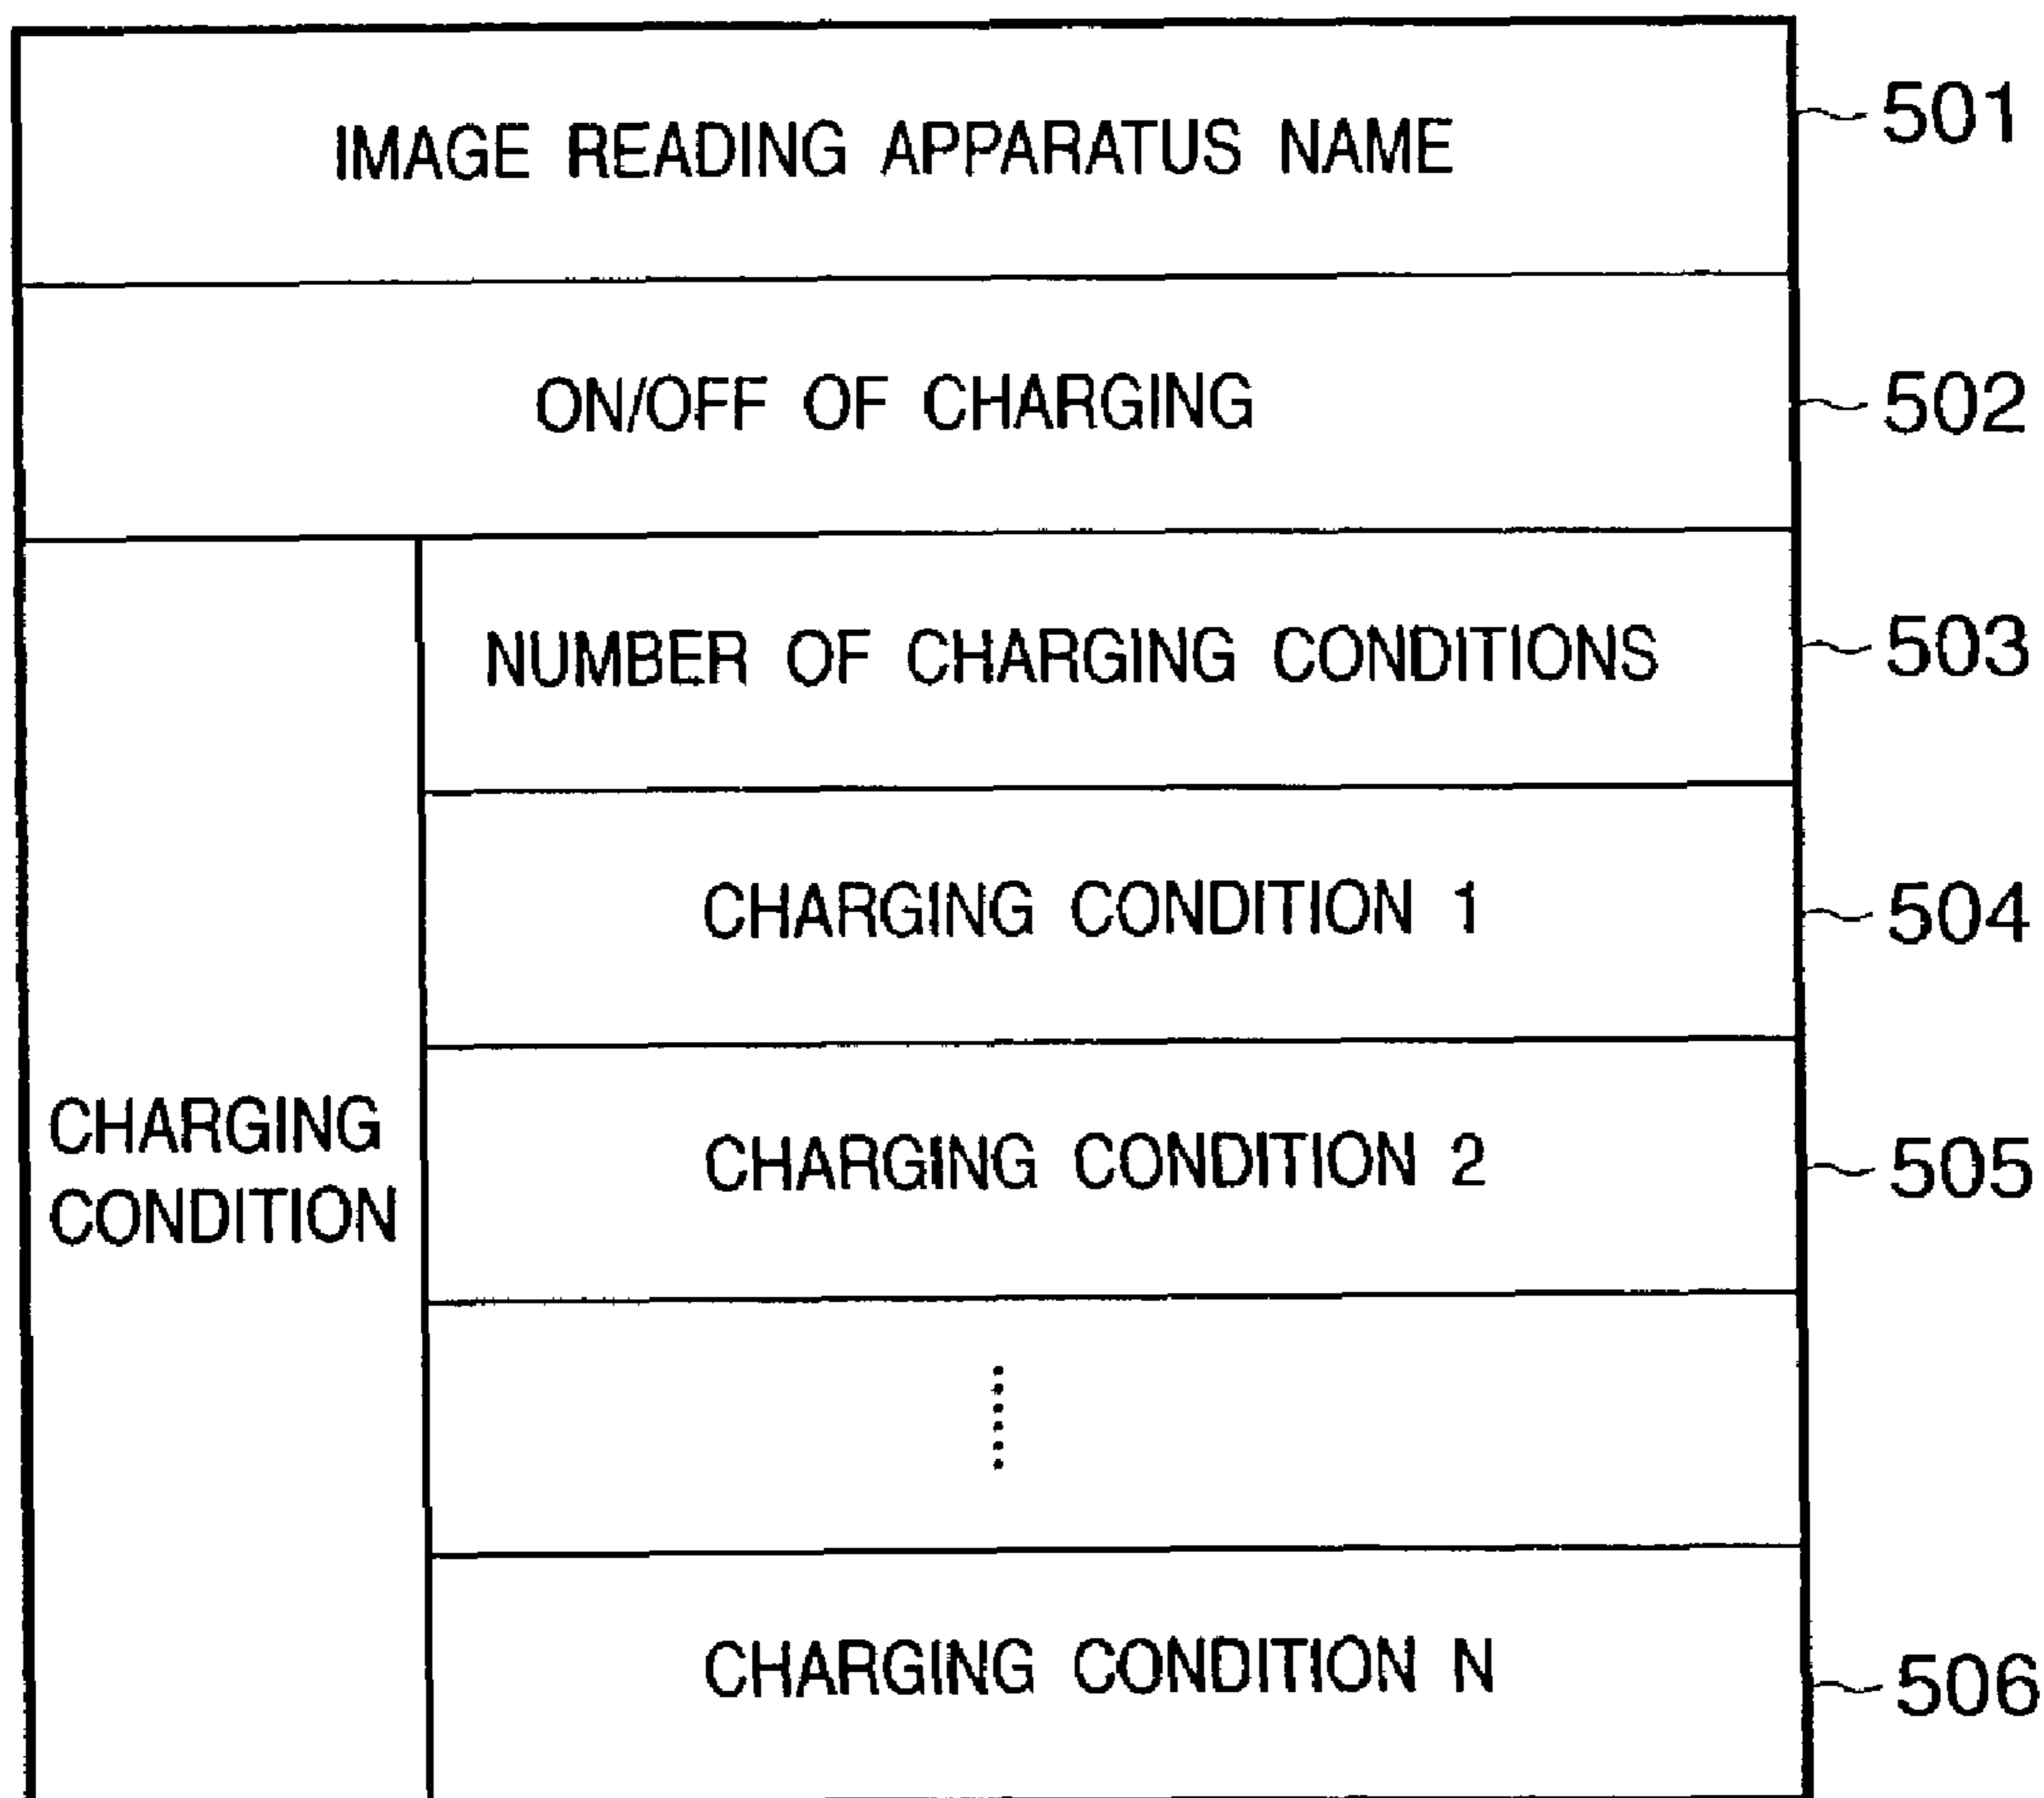 IMAGE READING APPARATUS NAME
501
ON/OFF OF CHARGING
502
NUMBER OF CHARGING CONDITIONS
503
CHARGING CONDITION 1
504
CHARGING
CONDITION
CHARGING CONDITION 2
505
CHARGING CONDITION N
506